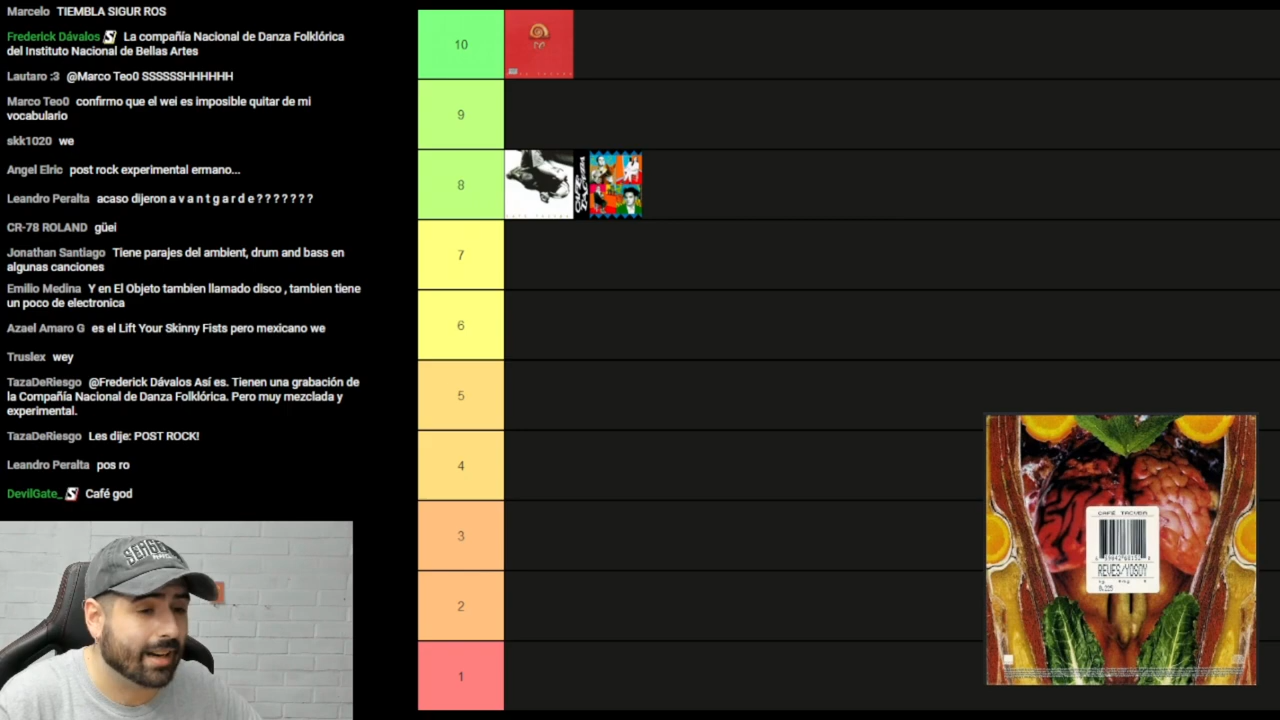 Marcelo TIEMBLA SIGUR ROS
Frederick Dávalos La compañía Nacional de Danza Folklórica
del Instituto Nacional de Bellas Artes
Lautaro :3 @Marco Teo0 SSSSSSHHHHHH
Marco Teo0 confirmo que el wei es imposible quitar de mi
vocabulario
skk1020 we
Angel Elric post rock experimental ermano...
Leandro Peralta acaso dijeron a v a n t g a r d e ? ? ? ? ? ? ?
CR-78 ROLAND güei
Jonathan Santiago Tiene parajes del ambient, drum and bass en
algunas canciones
Emilio Medina Y en El Objeto tambien llamado disco , tambien tiene
un poco de electronica
Azael Amaro G es el Lift Your Skinny Fists pero mexicano we
Truslex wey
TazaDeRiesgo @Frederick Dávalos Así es. Tienen una grabación de
la Compañía Nacional de Danza Folklórica. Pero muy mezclada y
experimental.
TazaDeRiesgo Les dije: POST ROCK!
Leandro Peralta pos ro
DevilGate_ Café god
10
9
8
7
6
5
4
3
2
1
CAFÉ TACVBA
CAFÉ TACUBA
REVES/YOSOY